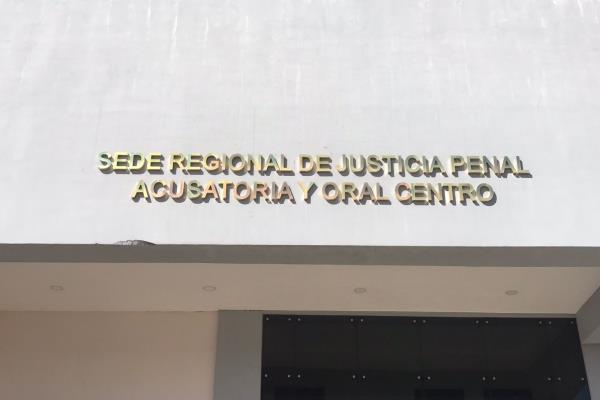 SEDE REGIONAL DE JUSTICIA PENAL
ACUSATORIA Y ORAL CENTRO